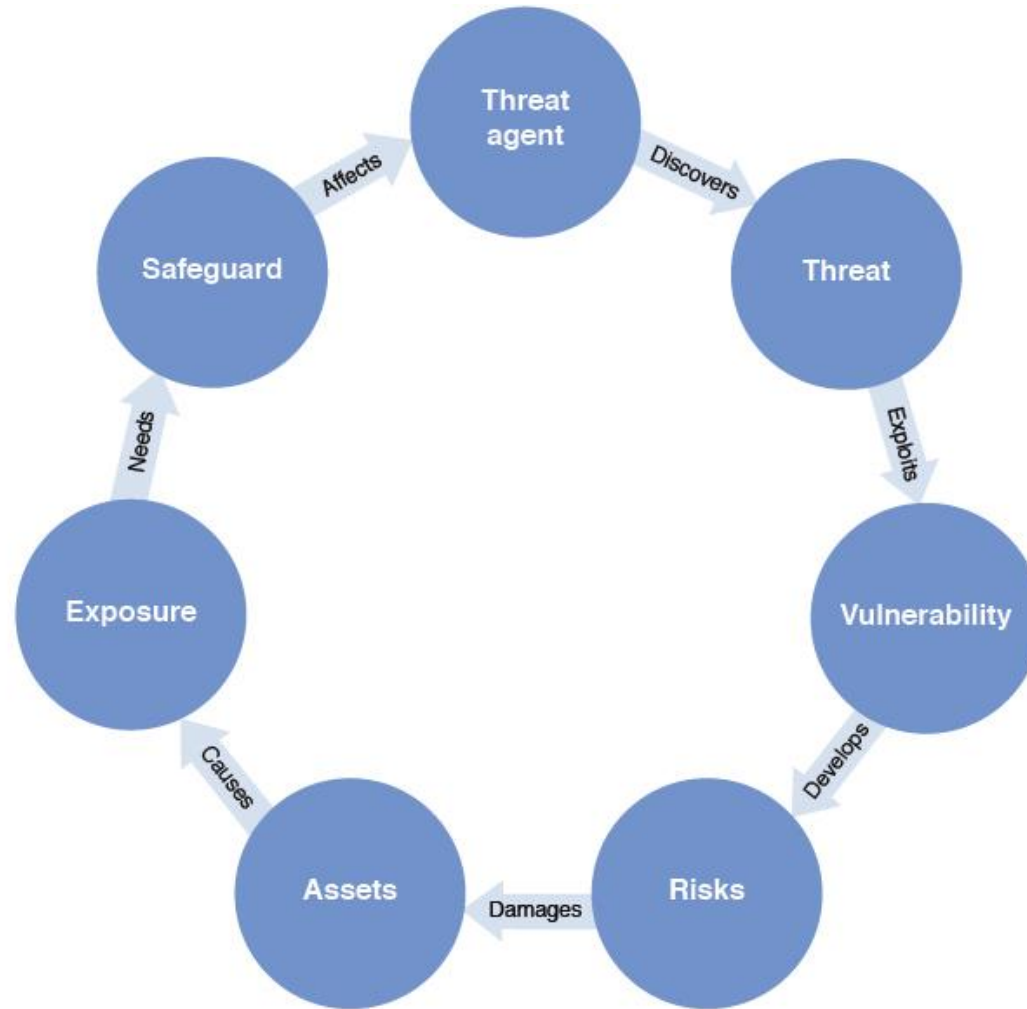 Threat
agent
Discovers
Threat
Exploits
Vulnerability
Develops
Risks
Damages
Assets
Causes
Exposure
Needs
Safeguard
Affects